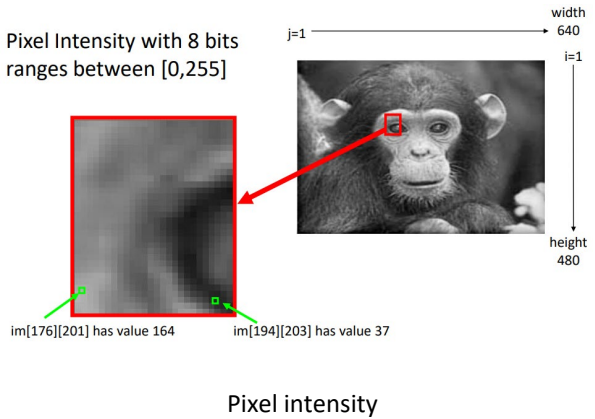 Pixel Intensity with 8 bits
ranges between [0,255]
j=1
width
640
i=1
height
480
im[176][201] has value 164
im[194][203] has value 37
Pixel intensity